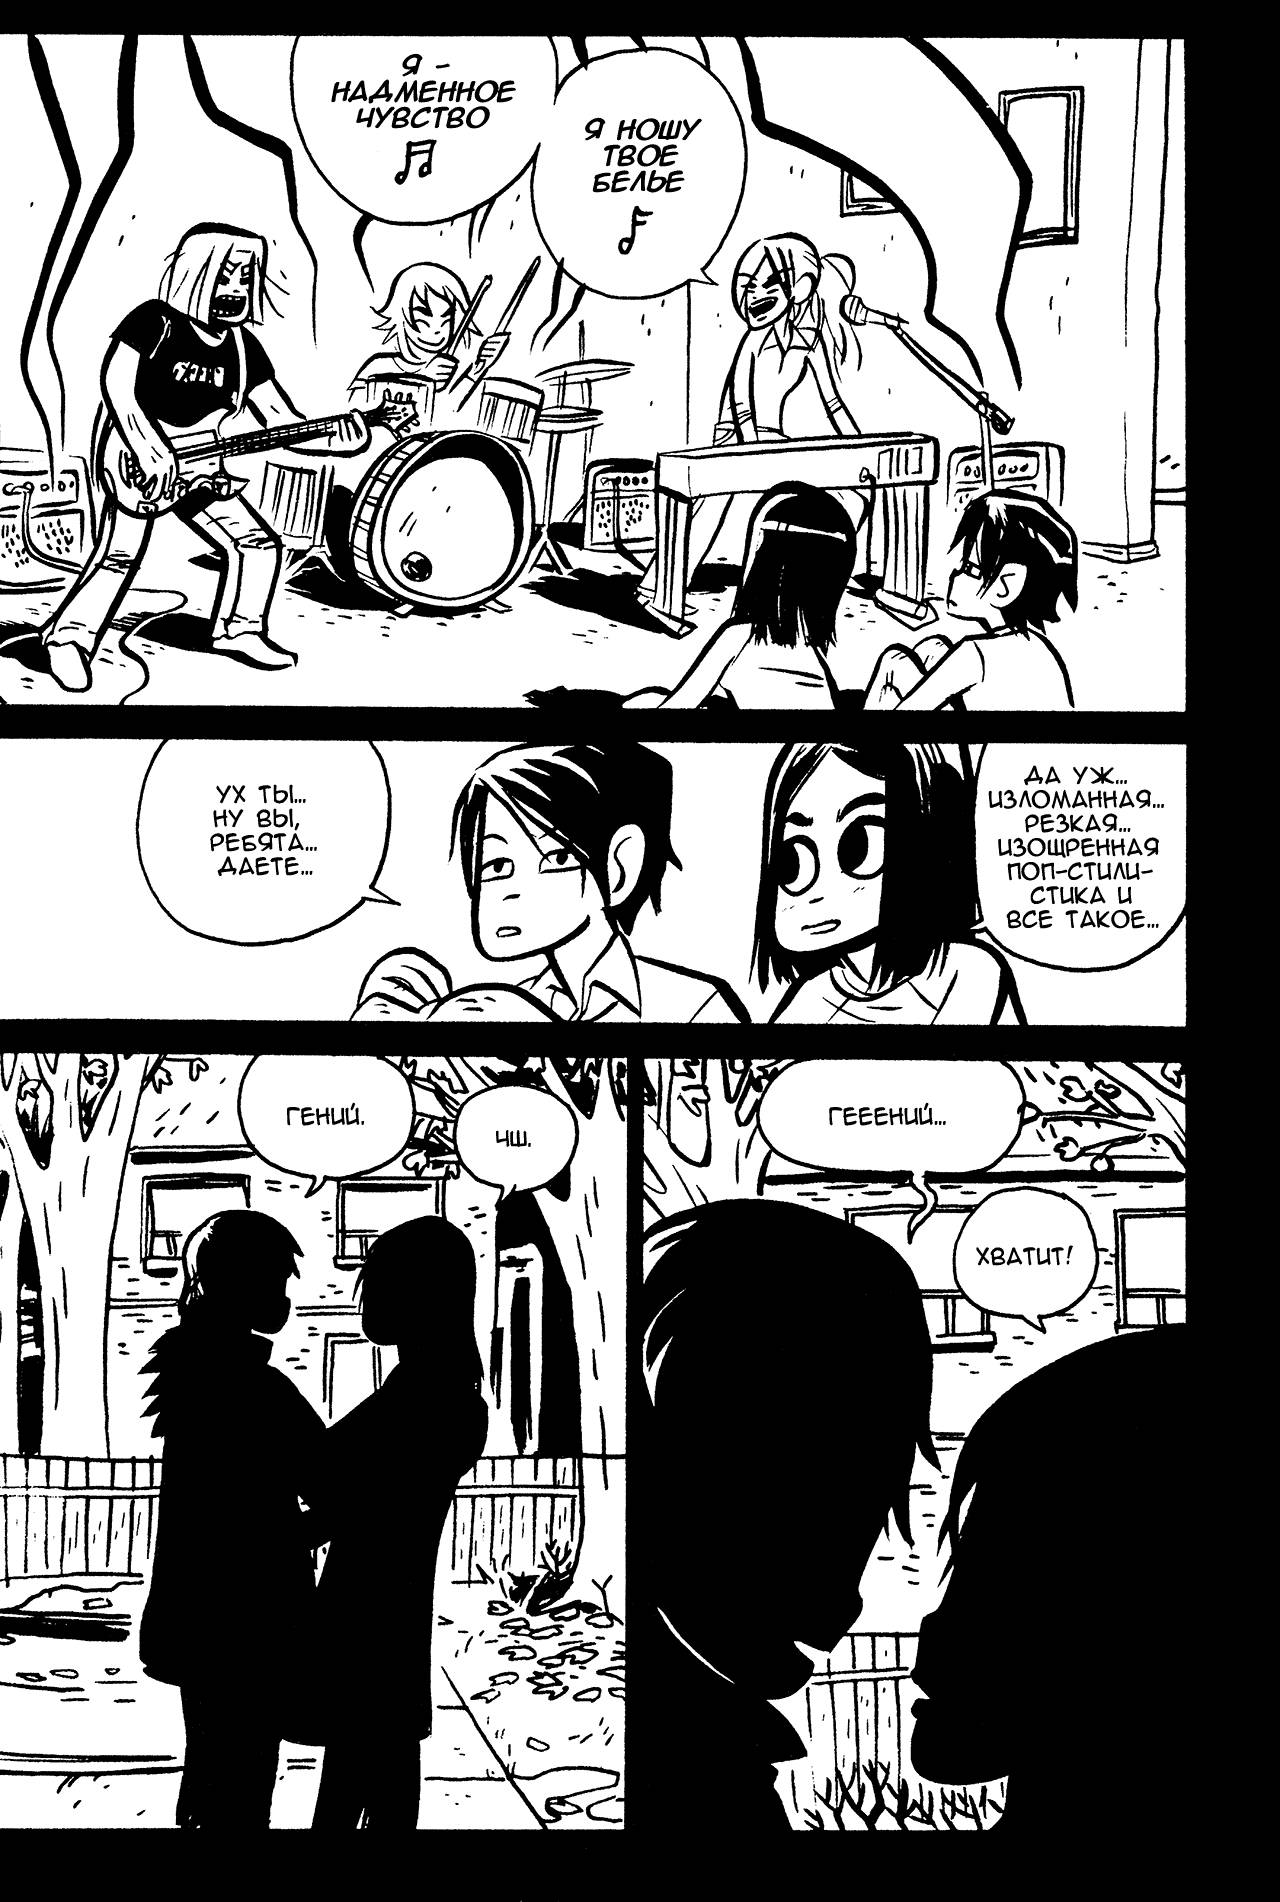 Я -
НАДМЕННОЕ
ЧУВСТВО
Я НОШУ
ТВОЕ
БЕЛЬЕ
УХ ТЫ...
НУ ВЫ,
РЕБЯТА...
ДАЕТЕ...
ДА УЖ...
ИЗЛОМАННАЯ...
РЕЗКАЯ...
ИЗОЩРЕННАЯ
ПОП-СТИЛИ-
СТИКА И
ВСЕ ТАКОЕ...
ГЕНИЙ.
ЧШ.
ГЕЕЕНИЙ...
ХВАТИТ!